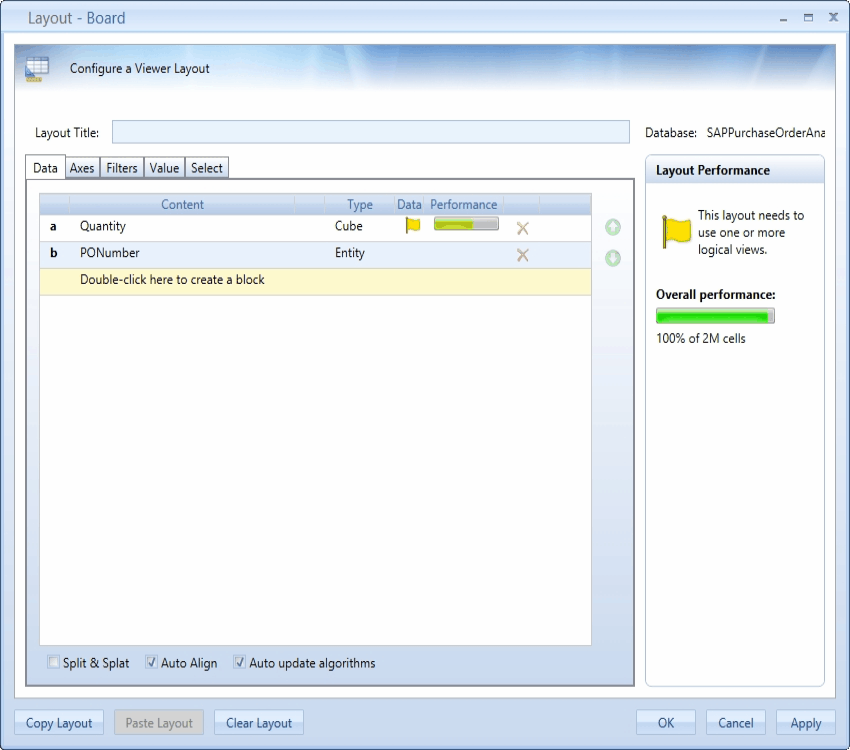 Layout - Board
Configure a Viewer Layout
Layout Title:
Database: SAPPurchaseOrderAna
Data Axes Filters Value Select
Content Type Data Performance
a Quantity Cube
b PONumber Entity
Double-click here to create a block
Layout Performance
This layout needs to
use one or more
logical views.
Overall performance:
100% of 2M cells
Split & Splat Auto Align Auto update algorithms
Copy Layout Paste Layout Clear Layout OK Cancel Apply